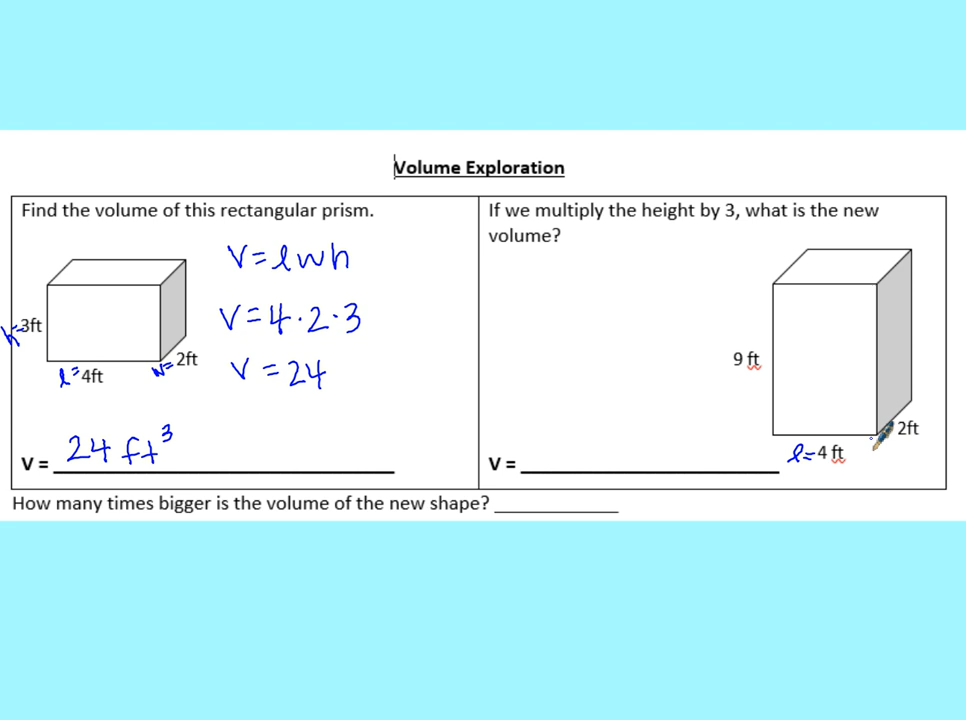 Volume Exploration
Find the volume of this rectangular prism.
V = l w h
h = 3ft
V = 4 · 2 · 3
w = 2ft
l = 4ft
V = 24
V = 24 ft³
If we multiply the height by 3, what is the new
volume?
9 ft
2ft
l = 4 ft
V =
How many times bigger is the volume of the new shape?